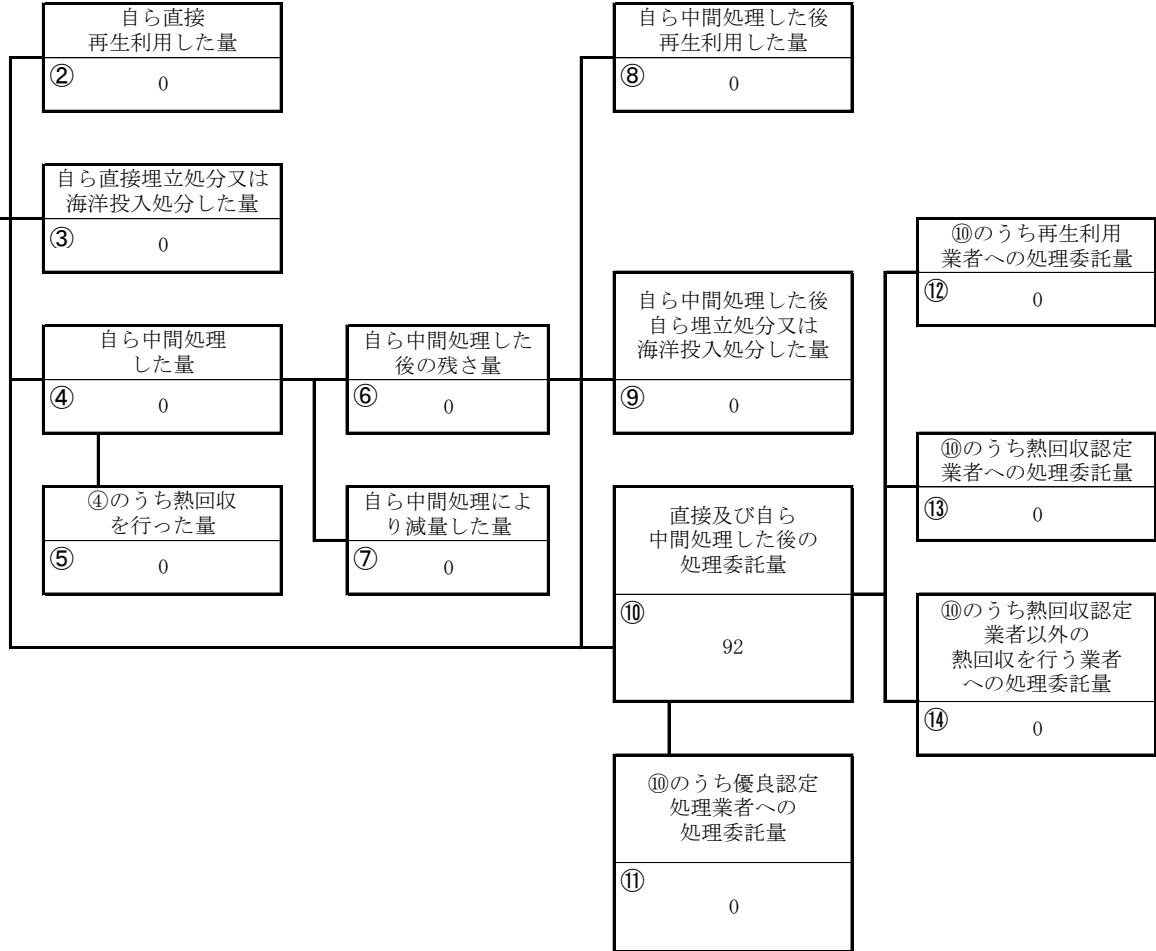 自ら直接
再生利用した量
②
0
自ら直接埋立処分又は
海洋投入処分した量
③
0
自ら中間処理
した量
④
0
④のうち熱回収
を行った量
⑤
0
自ら中間処理した
後の残さ量
⑥
0
自ら中間処理によ
り減量した量
⑦
0
自ら中間処理した後
再生利用した量
⑧
0
自ら中間処理した後
自ら埋立処分又は
海洋投入処分した量
⑨
0
直接及び自ら
中間処理した後の
処理委託量
⑩
92
⑩のうち優良認定
処理業者への
処理委託量
⑪
0
⑩のうち再生利用
業者への処理委託量
⑫
0
⑩のうち熱回収認定
業者への処理委託量
⑬
0
⑩のうち熱回収認定
業者以外の
熱回収を行う業者
への処理委託量
⑭
0